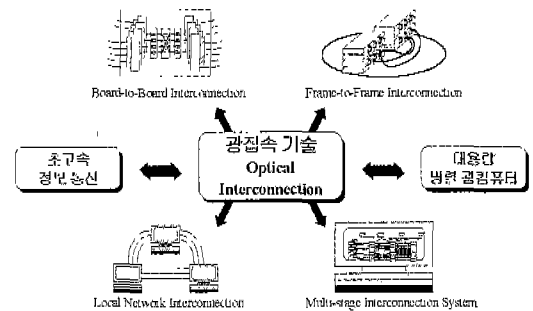 Board-to-Board Interconnection
Frame-to-Frame Interconnection
광접속 기술
Optical
Interconnection
초고속
정보통신
대용량
병렬 광컴퓨터
Local Network Interconnection
Multi-stage Interconnection System